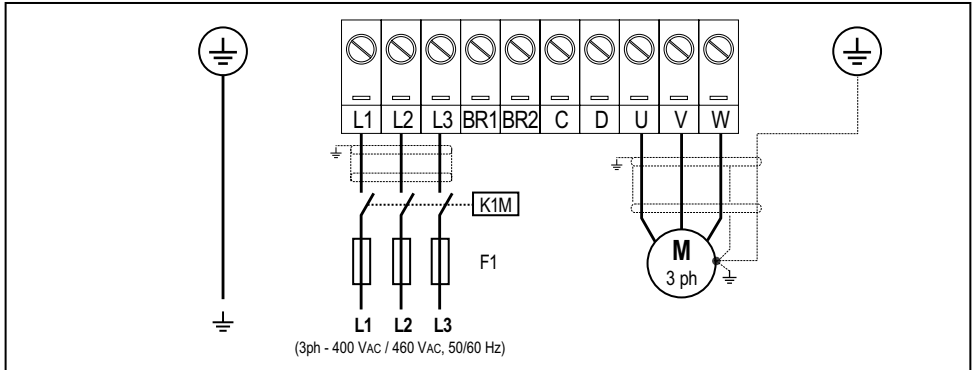 L1 L2 L3 BR1 BR2 C D U V W
K1M
F1
M
3 ph
L1 L2 L3
(3ph - 400 VAC / 460 VAC, 50/60 Hz)